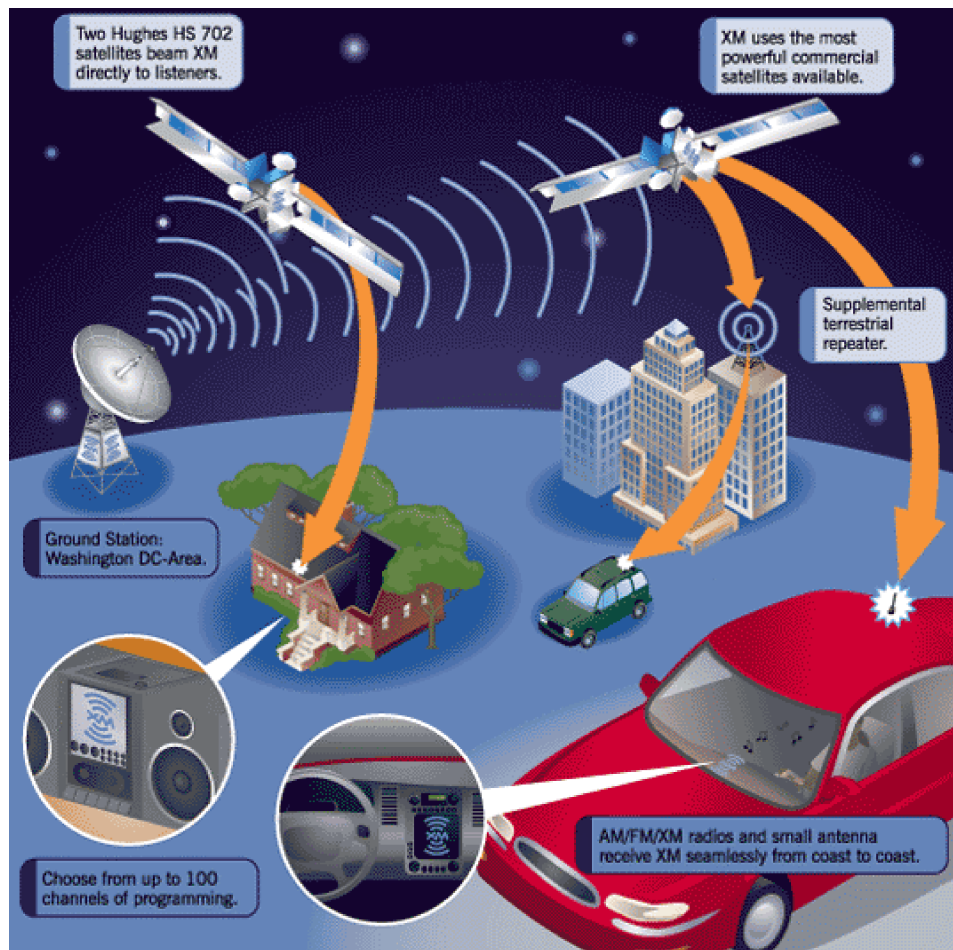 Two Hughes HS 702
satellites beam XM
directly to listeners.
XM uses the most
powerful commercial
satellites available.
Supplemental
terrestrial
repeater.
Ground Station:
Washington DC-Area.
XM
XM
AM/FM/XM radios and small antenna
receive XM seamlessly from coast to coast.
Choose from up to 100
channels of programming.